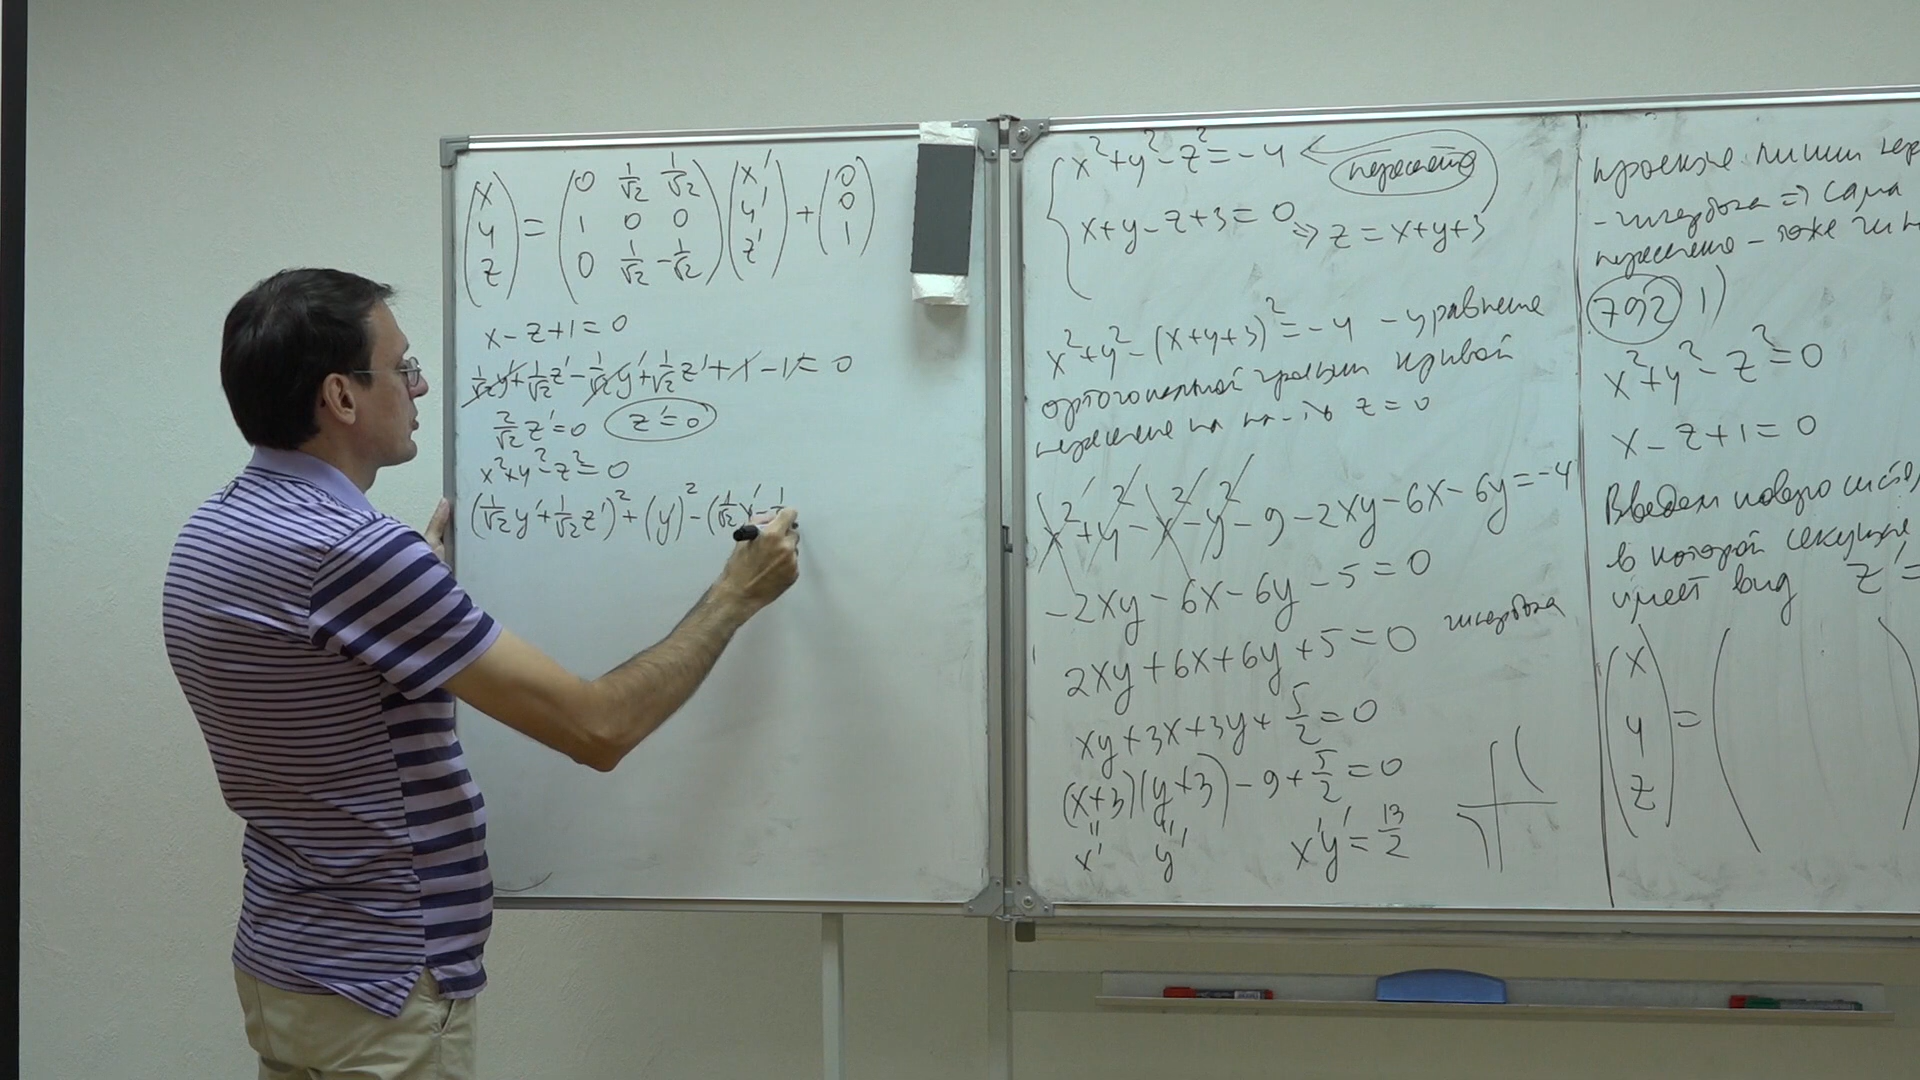 (x y z) = (0 1/√2 1/√2; 1 0 0; 0 1/√2 -1/√2) (x' y' z') + (0 0 1)
x - z + 1 = 0
1/√2 y' + 1/√2 z' - 1/√2 y' + 1/√2 z' + 1 - 1 = 0
2/√2 z' = 0 z' = 0
x² + y² - z² = 0
(1/√2 y' + 1/√2 z')² + (y)² - (1/√2 x' - 1
x² + y² - z² = -4 пересечение
x + y - z + 3 = 0 ⇒ z = x + y + 3
x² + y² - (x + y + 3)² = -4 - уравнение
ортогональной проекции кривой
пересечения на пл-ть z = 0
x² + y² - x² - y² - 9 - 2xy - 6x - 6y = -4
-2xy - 6x - 6y - 5 = 0
2xy + 6x + 6y + 5 = 0 гипербола
xy + 3x + 3y + 5/2 = 0
(x + 3)(y + 3) - 9 + 5/2 = 0
x' y' x'y' = 13/2
- гипербола ⇒ сама
пересечения - тоже
792 1)
x² + y² - z² = 0
x - z + 1 = 0
Введем новую
в которой секущая
имеет вид z' =
(x y z) = (